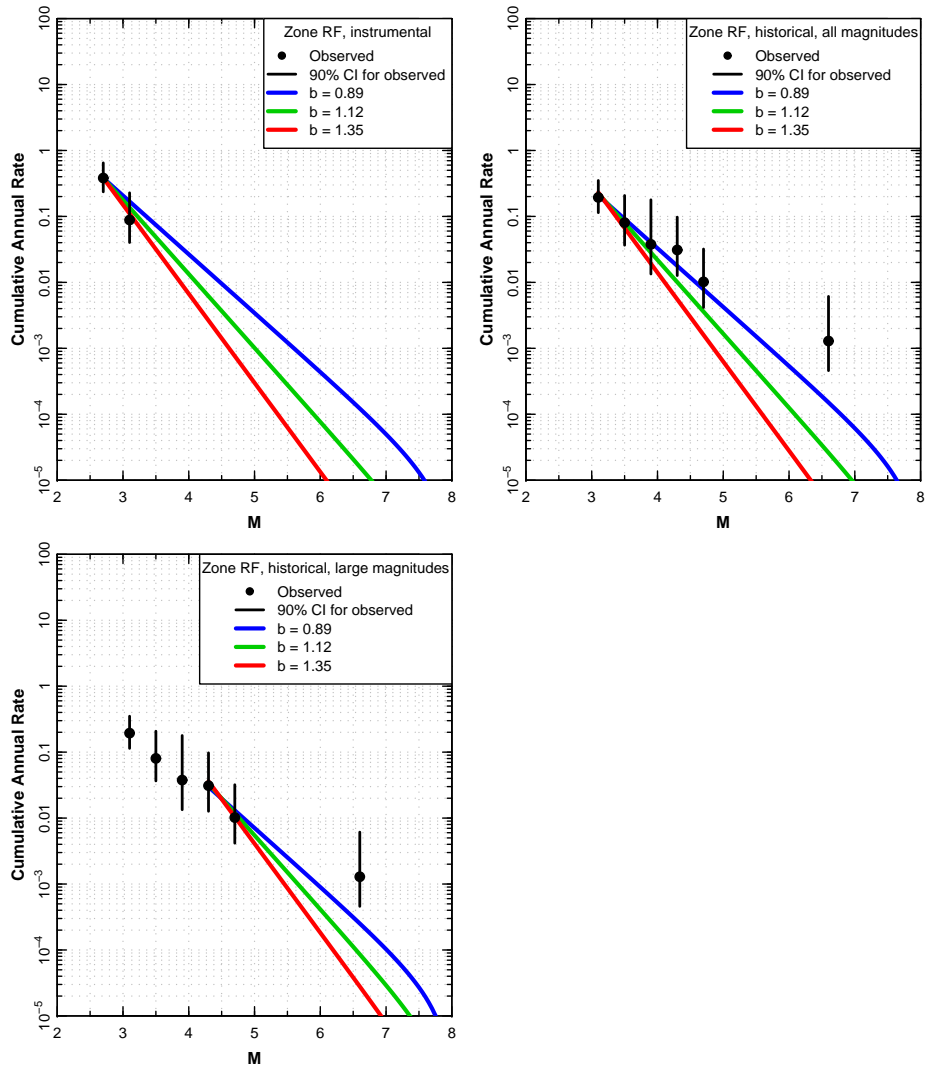 Zone RF, instrumental
Observed
90% CI for observed
b = 0.89
b = 1.12
b = 1.35
100
10
1
0.1
0.01
10⁻³
10⁻⁴
10⁻⁵
Cumulative Annual Rate
2 3 4 5 6 7 8
M
Zone RF, historical, all magnitudes
Observed
90% CI for observed
b = 0.89
b = 1.12
b = 1.35
100
10
1
0.1
0.01
10⁻³
10⁻⁴
10⁻⁵
Cumulative Annual Rate
2 3 4 5 6 7 8
M
Zone RF, historical, large magnitudes
Observed
90% CI for observed
b = 0.89
b = 1.12
b = 1.35
100
10
1
0.1
0.01
10⁻³
10⁻⁴
10⁻⁵
Cumulative Annual Rate
2 3 4 5 6 7 8
M